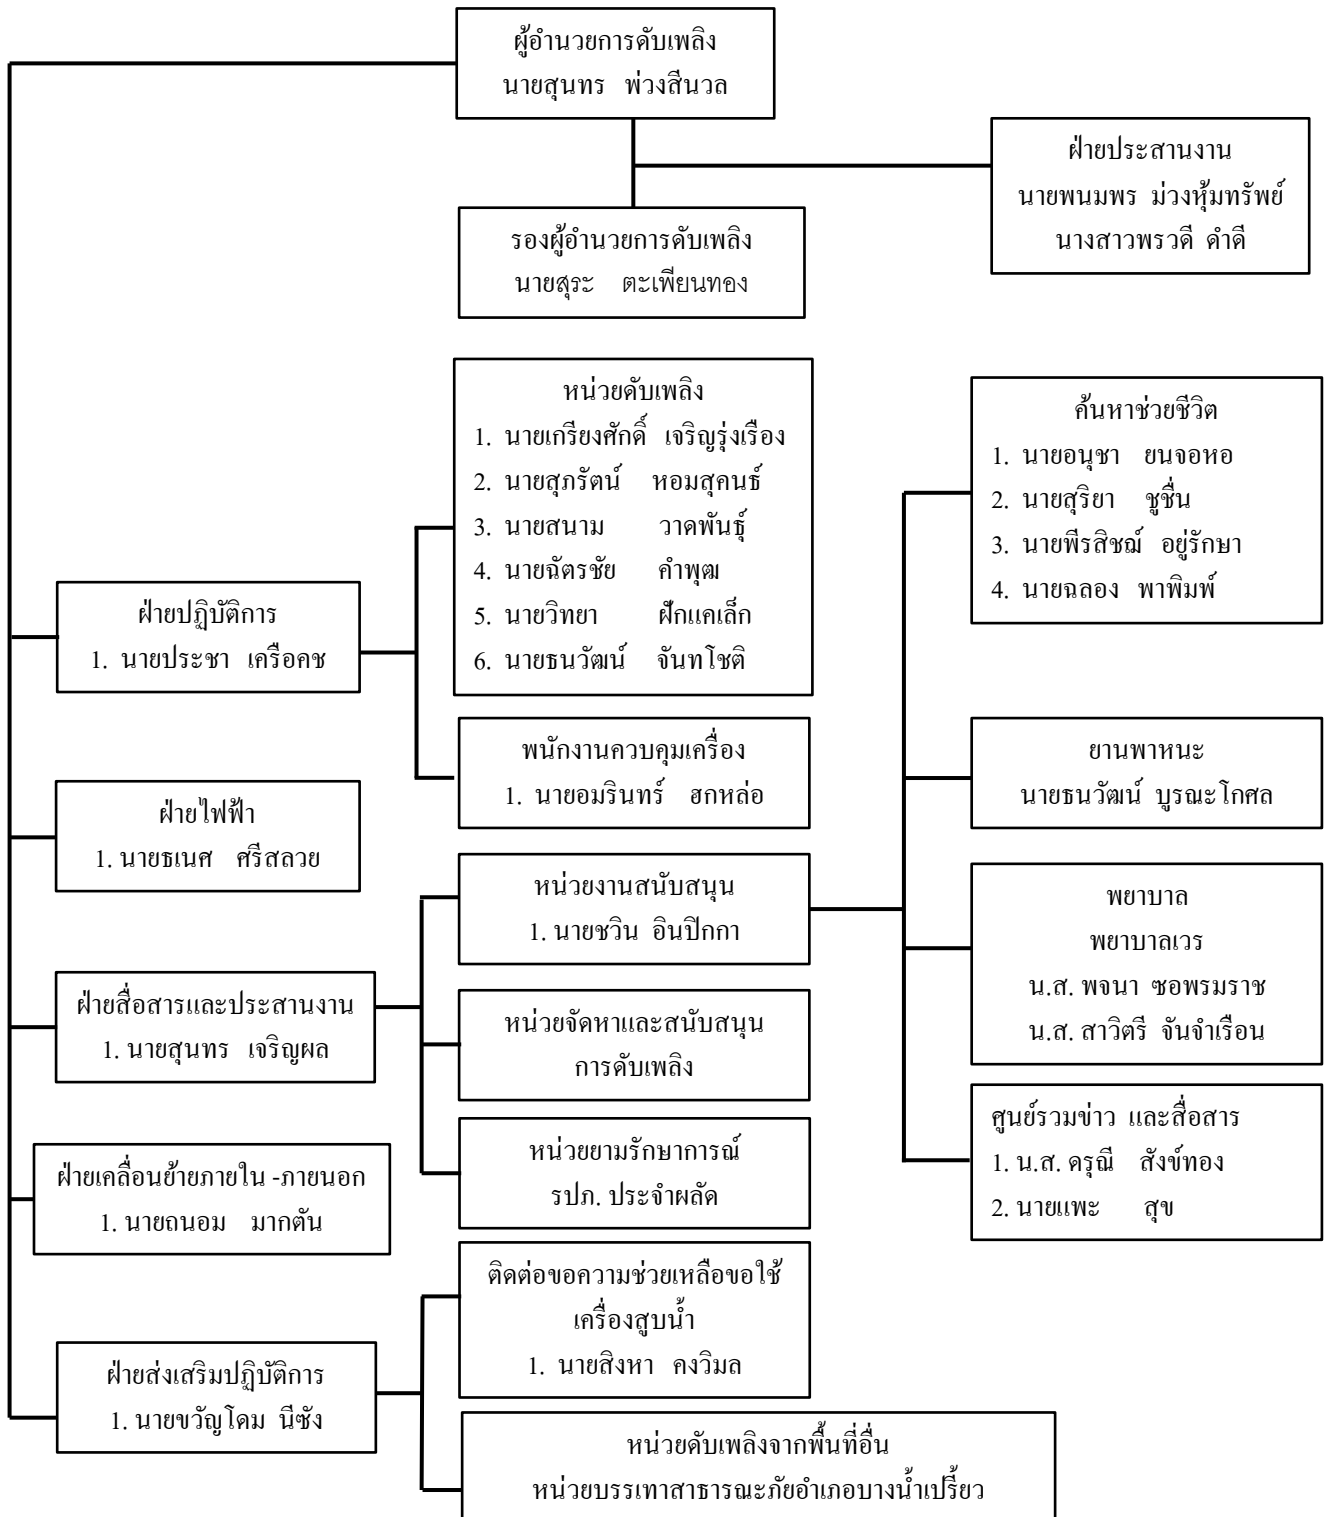 ผู้อำนวยการดับเพลิง
นายสุนทร พ่วงสีนวล
ฝ่ายประสานงาน
นายพนมพร ม่วงหุ้มทรัพย์
นางสาวพรวดี ดำดี
รองผู้อำนวยการดับเพลิง
นายสุระ ตะเพียนทอง
หน่วยดับเพลิง
1. นายเกรียงศักดิ์ เจริญรุ่งเรือง
2. นายสุภรัตน์ หอมสุคนธ์
3. นายสนาม วาดพันธุ์
4. นายฉัตรชัย คำพุฒ
5. นายวิทยา ฝักแคเล็ก
6. นายธนวัฒน์ จันทโชติ
ค้นหาช่วยชีวิต
1. นายอนุชา ยนจอหอ
2. นายสุริยา ชูชื่น
3. นายพีรสิชฌ์ อยู่รักษา
4. นายฉลอง พาพิมพ์
ฝ่ายปฏิบัติการ
1. นายประชา เครือคช
พนักงานควบคุมเครื่อง
1. นายอมรินทร์ ฮกหล่อ
ยานพาหนะ
นายธนวัฒน์ บูรณะโกศล
ฝ่ายไฟฟ้า
1. นายธเนศ ศรีสลวย
หน่วยงานสนับสนุน
1. นายชวิน อินปิกกา
พยาบาล
พยาบาลเวร
น.ส. พจนา ซอพรมราช
น.ส. สาวิตรี จันจำเรือน
ฝ่ายสื่อสารและประสานงาน
1. นายสุนทร เจริญผล
หน่วยจัดหาและสนับสนุน
การดับเพลิง
หน่วยยามรักษาการณ์
รปภ. ประจำผลัด
ศูนย์รวมข่าว และสื่อสาร
1. น.ส. ดรุณี สังข์ทอง
2. นายแพะ สุข
ฝ่ายเคลื่อนย้ายภายใน -ภายนอก
1. นายถนอม มากตัน
ติดต่อขอความช่วยเหลือขอใช้
เครื่องสูบน้ำ
1. นายสิงหา คงวิมล
ฝ่ายส่งเสริมปฏิบัติการ
1. นายขวัญโดม นีซัง
หน่วยดับเพลิงจากพื้นที่อื่น
หน่วยบรรเทาสาธารณะภัยอำเภอบางน้ำเปรี้ยว